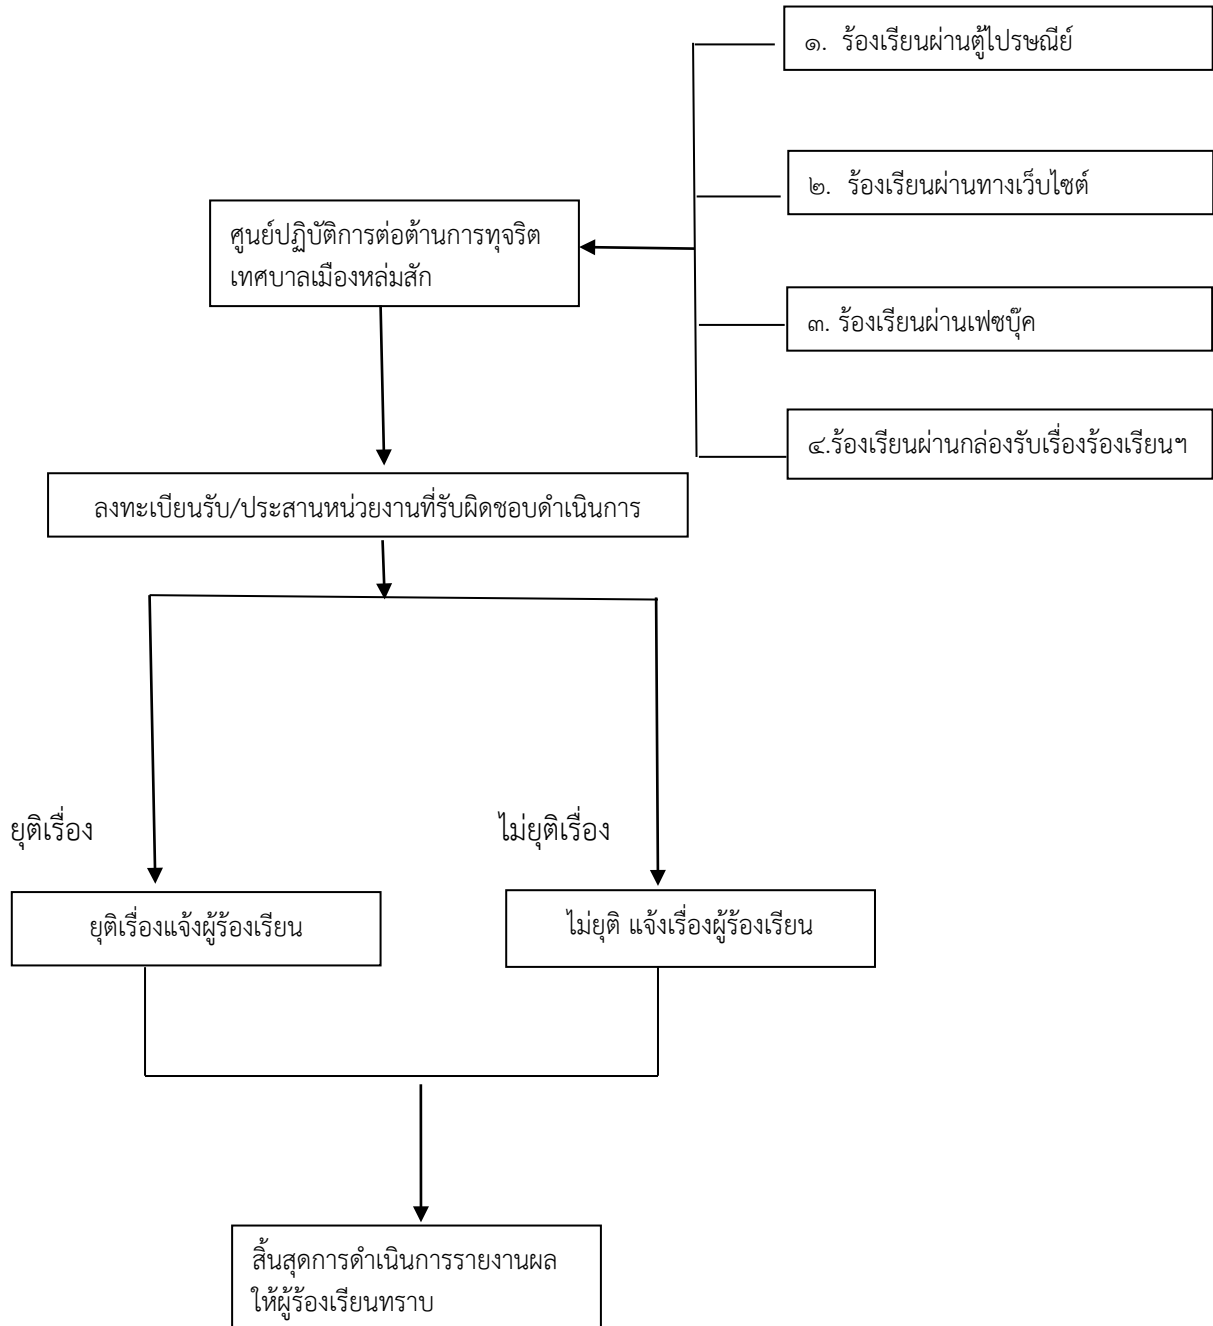 ๑. ร้องเรียนผ่านตู้ไปรษณีย์
๒. ร้องเรียนผ่านทางเว็บไซต์
ศูนย์ปฏิบัติการต่อต้านการทุจริต
เทศบาลเมืองหล่มสัก
๓. ร้องเรียนผ่านเฟซบุ๊ค
๔.ร้องเรียนผ่านกล่องรับเรื่องร้องเรียนฯ
ลงทะเบียนรับ/ประสานหน่วยงานที่รับผิดชอบดำเนินการ
ยุติเรื่อง
ไม่ยุติเรื่อง
ยุติเรื่องแจ้งผู้ร้องเรียน
ไม่ยุติ แจ้งเรื่องผู้ร้องเรียน
สิ้นสุดการดำเนินการรายงานผล
ให้ผู้ร้องเรียนทราบ